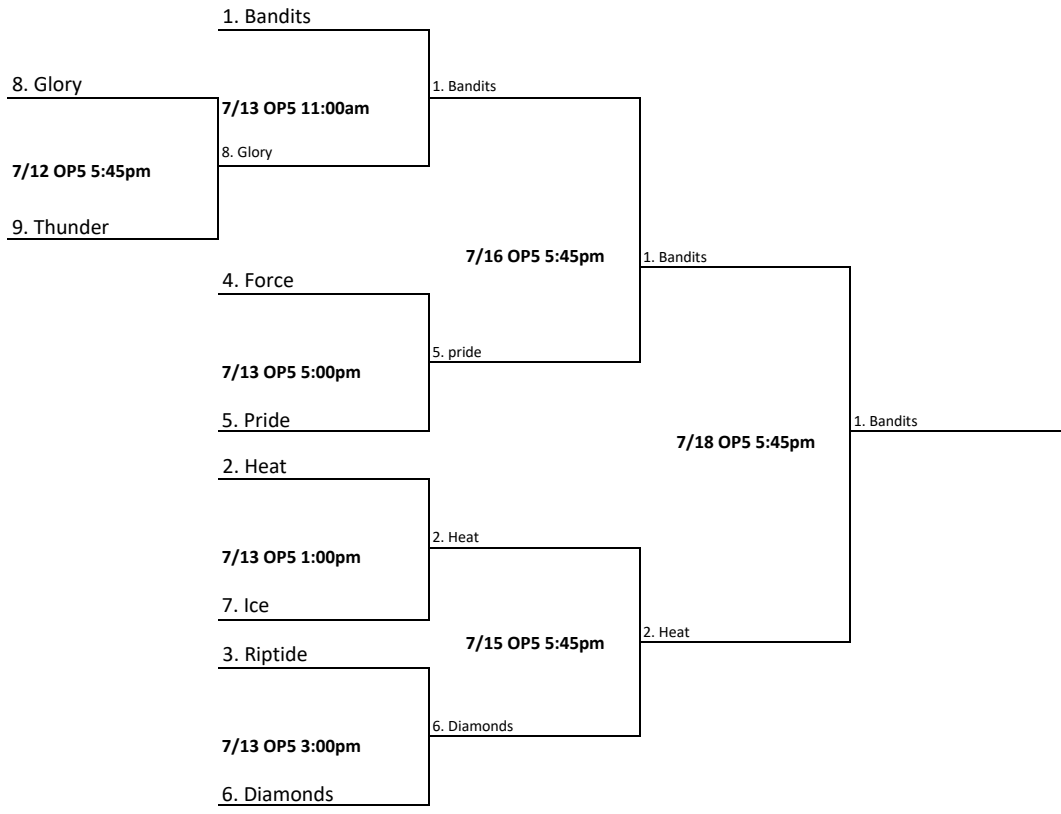 1. Bandits
8. Glory
1. Bandits
7/13 OP5 11:00am
8. Glory
7/12 OP5 5:45pm
9. Thunder
7/16 OP5 5:45pm
1. Bandits
4. Force
5. pride
7/13 OP5 5:00pm
5. Pride
1. Bandits
7/18 OP5 5:45pm
2. Heat
2. Heat
7/13 OP5 1:00pm
7. Ice
2. Heat
7/15 OP5 5:45pm
3. Riptide
6. Diamonds
7/13 OP5 3:00pm
6. Diamonds